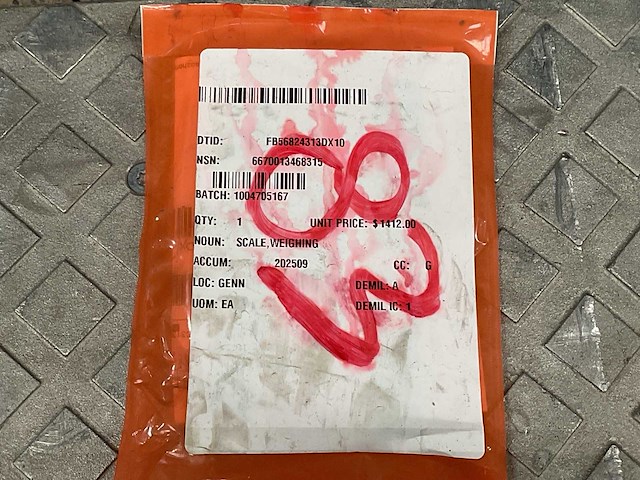 DTID: FB56824313DX10
NSN: 6670013468315
BATCH: 1004705167
QTY: 1 UNIT PRICE: $1412.00
NOUN: SCALE,WEIGHING
ACCUM: 202509 CC: G
LOC: GENN DEMIL: A
UOM: EA DEMIL IC: 1